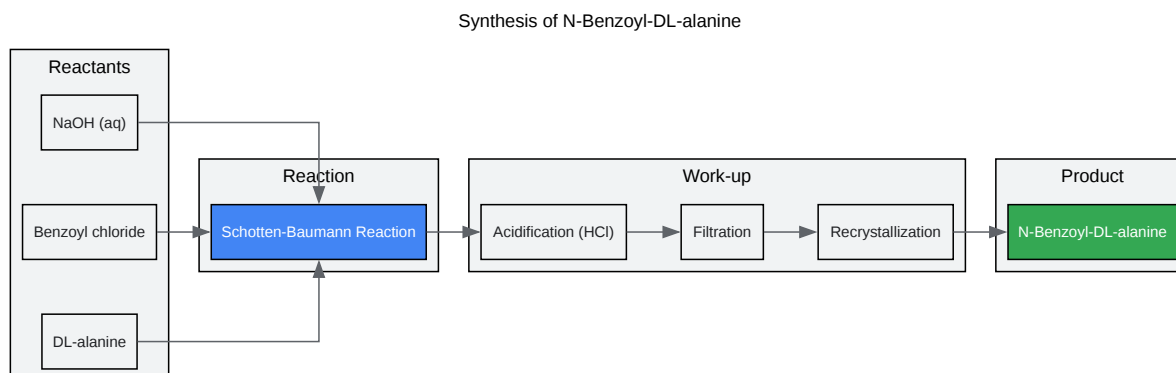 Synthesis of N-Benzoyl-DL-alanine
Reactants
NaOH (aq)
Benzoyl chloride
DL-alanine
Reaction
Schotten-Baumann Reaction
Work-up
Acidification (HCl)
Filtration
Recrystallization
Product
N-Benzoyl-DL-alanine